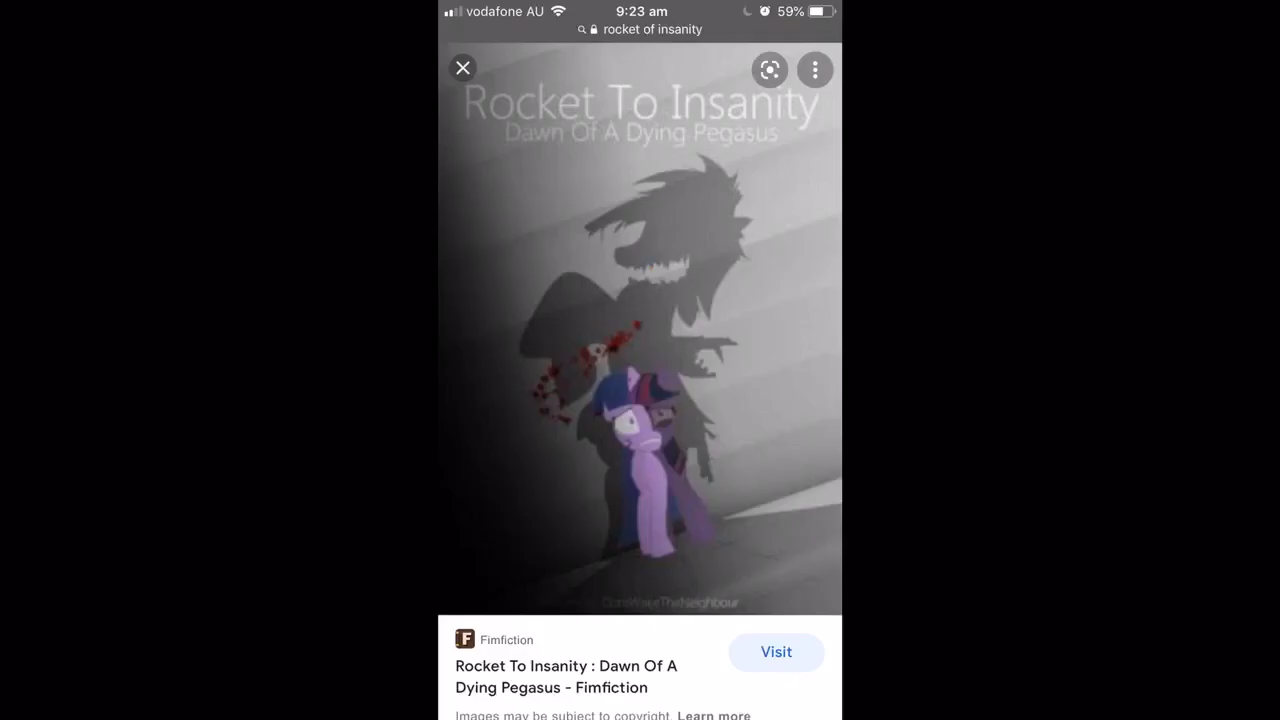 vodafone AU 9:23 am 59%
rocket of insanity
Rocket To Insanity
Dawn Of A Dying Pegasus
DontWakeTheNeighbour
F Fimfiction
Visit
Rocket To Insanity : Dawn Of A
Dying Pegasus - Fimfiction
Images may be subject to copyright. Learn more